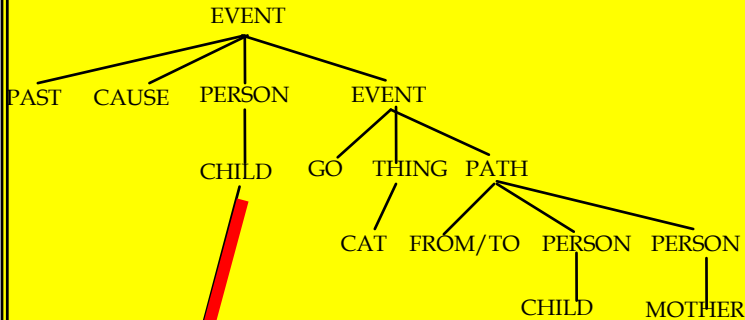 EVENT
PAST CAUSE PERSON EVENT
CHILD GO THING PATH
CAT FROM/TO PERSON PERSON
CHILD MOTHER